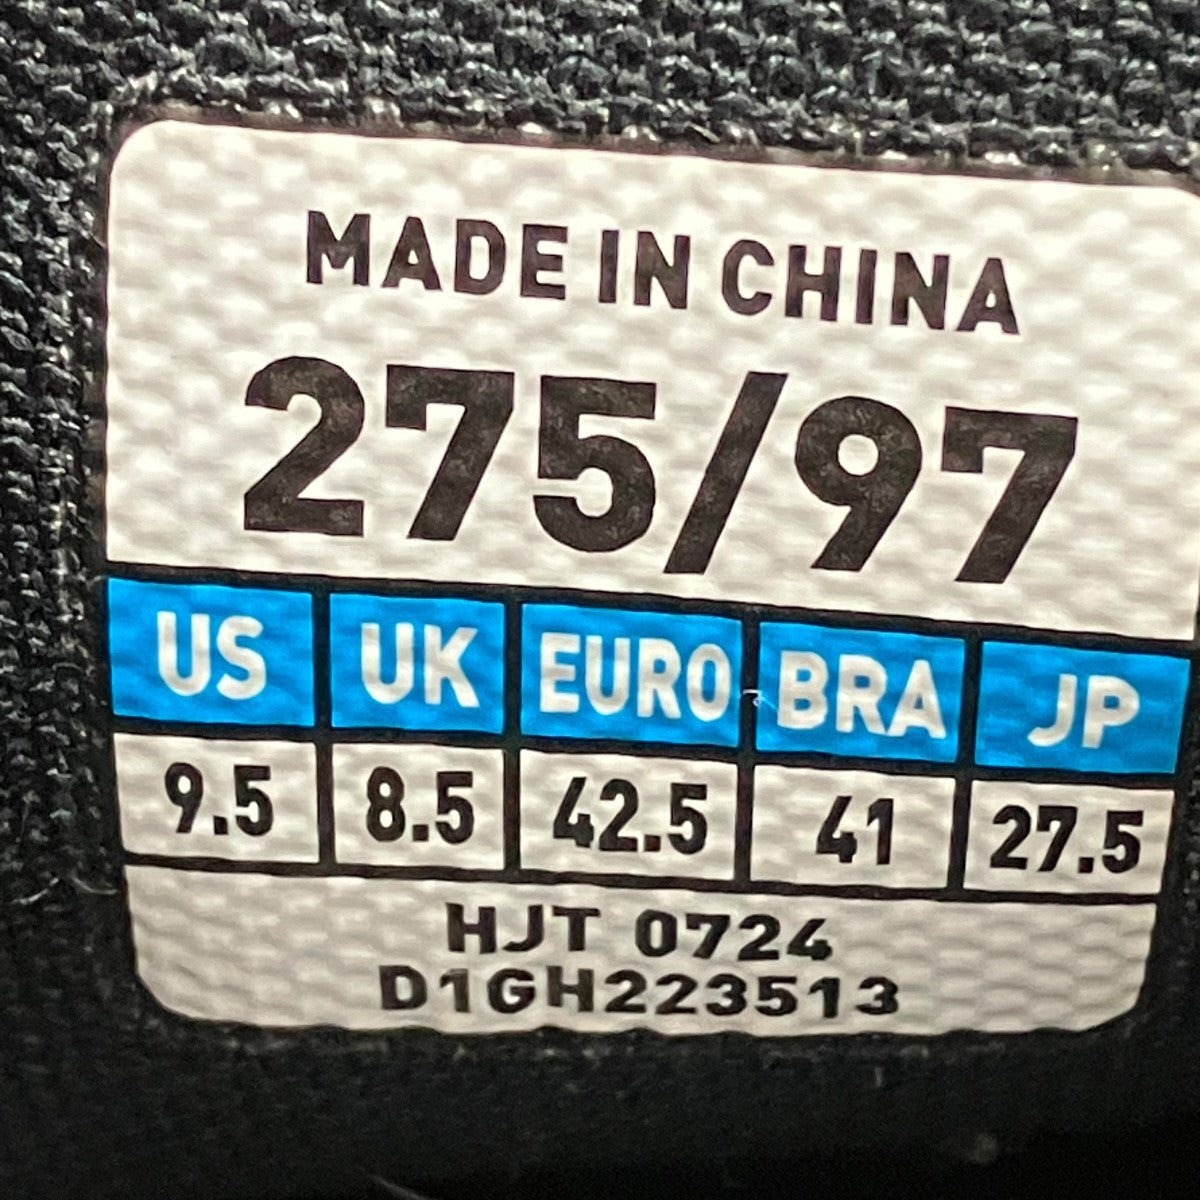 MADE IN CHINA
275/97
US UK EURO BRA JP
9.5 8.5 42.5 41 27.5
HJT 0724
D1GH223513